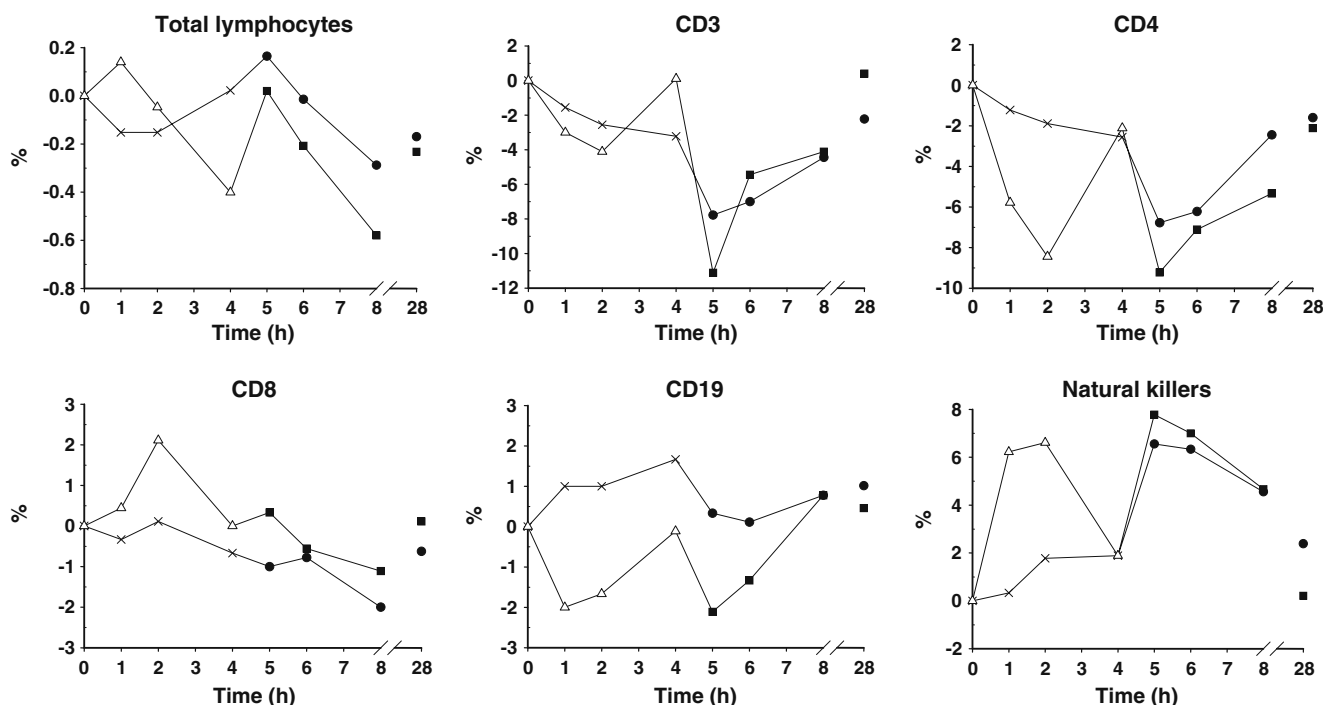 Total lymphocytes
0.2
0.0
-0.2
-0.4
-0.6
-0.8
%
0 1 2 3 4 5 6 7 8 28
Time (h)
CD3
2
0
-2
-4
-6
-8
-10
-12
%
0 1 2 3 4 5 6 7 8 28
Time (h)
CD4
2
0
-2
-4
-6
-8
-10
%
0 1 2 3 4 5 6 7 8 28
Time (h)
CD8
3
2
1
0
-1
-2
-3
%
0 1 2 3 4 5 6 7 8 28
Time (h)
CD19
3
2
1
0
-1
-2
-3
%
0 1 2 3 4 5 6 7 8 28
Time (h)
Natural killers
8
6
4
2
0
-2
%
0 1 2 3 4 5 6 7 8 28
Time (h)